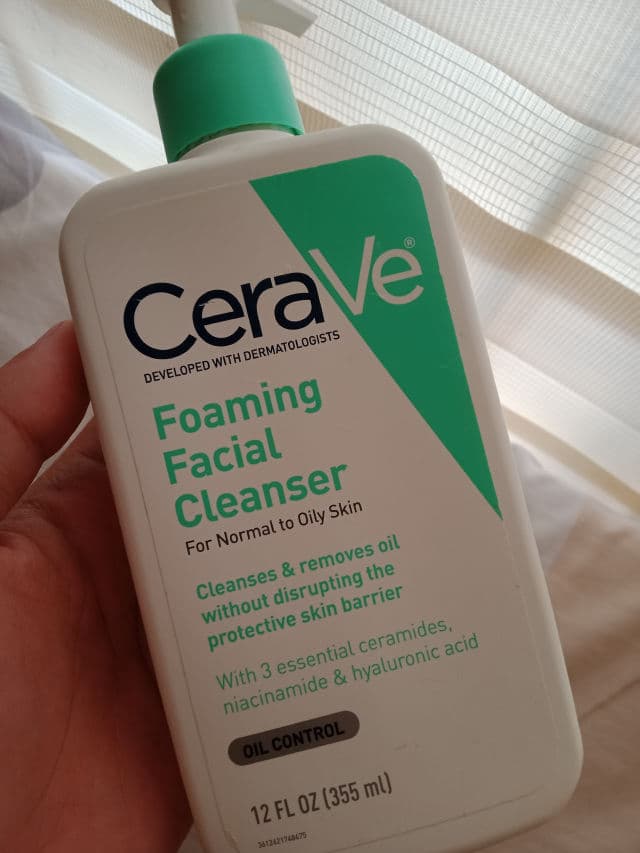 CeraVe®
DEVELOPED WITH DERMATOLOGISTS
Foaming
Facial
Cleanser
For Normal to Oily Skin
Cleanses & removes oil
without disrupting the
protective skin barrier
With 3 essential ceramides,
niacinamide & hyaluronic acid
OIL CONTROL
12 FL OZ (355 ml)
3612621748475